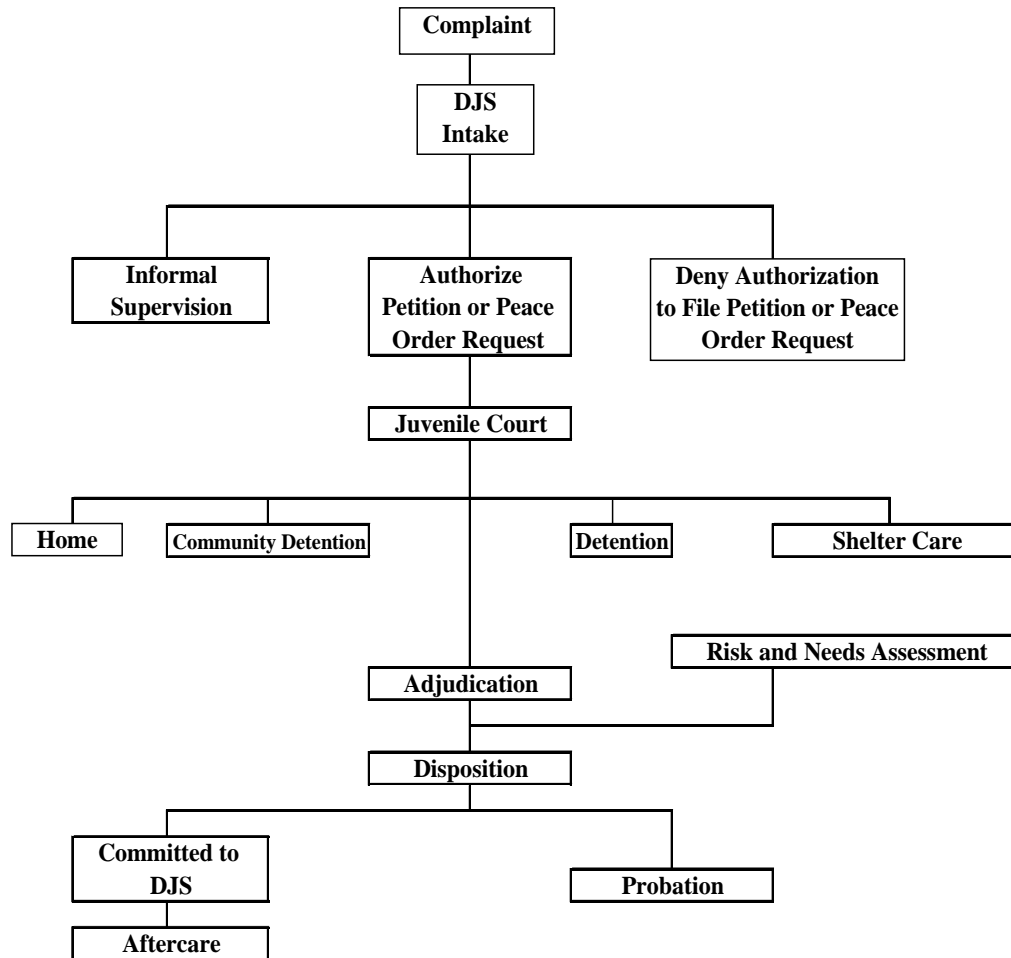 Complaint
DJS
Intake
Informal
Supervision
Authorize
Petition or Peace
Order Request
Deny Authorization
to File Petition or Peace
Order Request
Juvenile Court
Home
Community Detention
Detention
Shelter Care
Risk and Needs Assessment
Adjudication
Disposition
Committed to
DJS
Probation
Aftercare